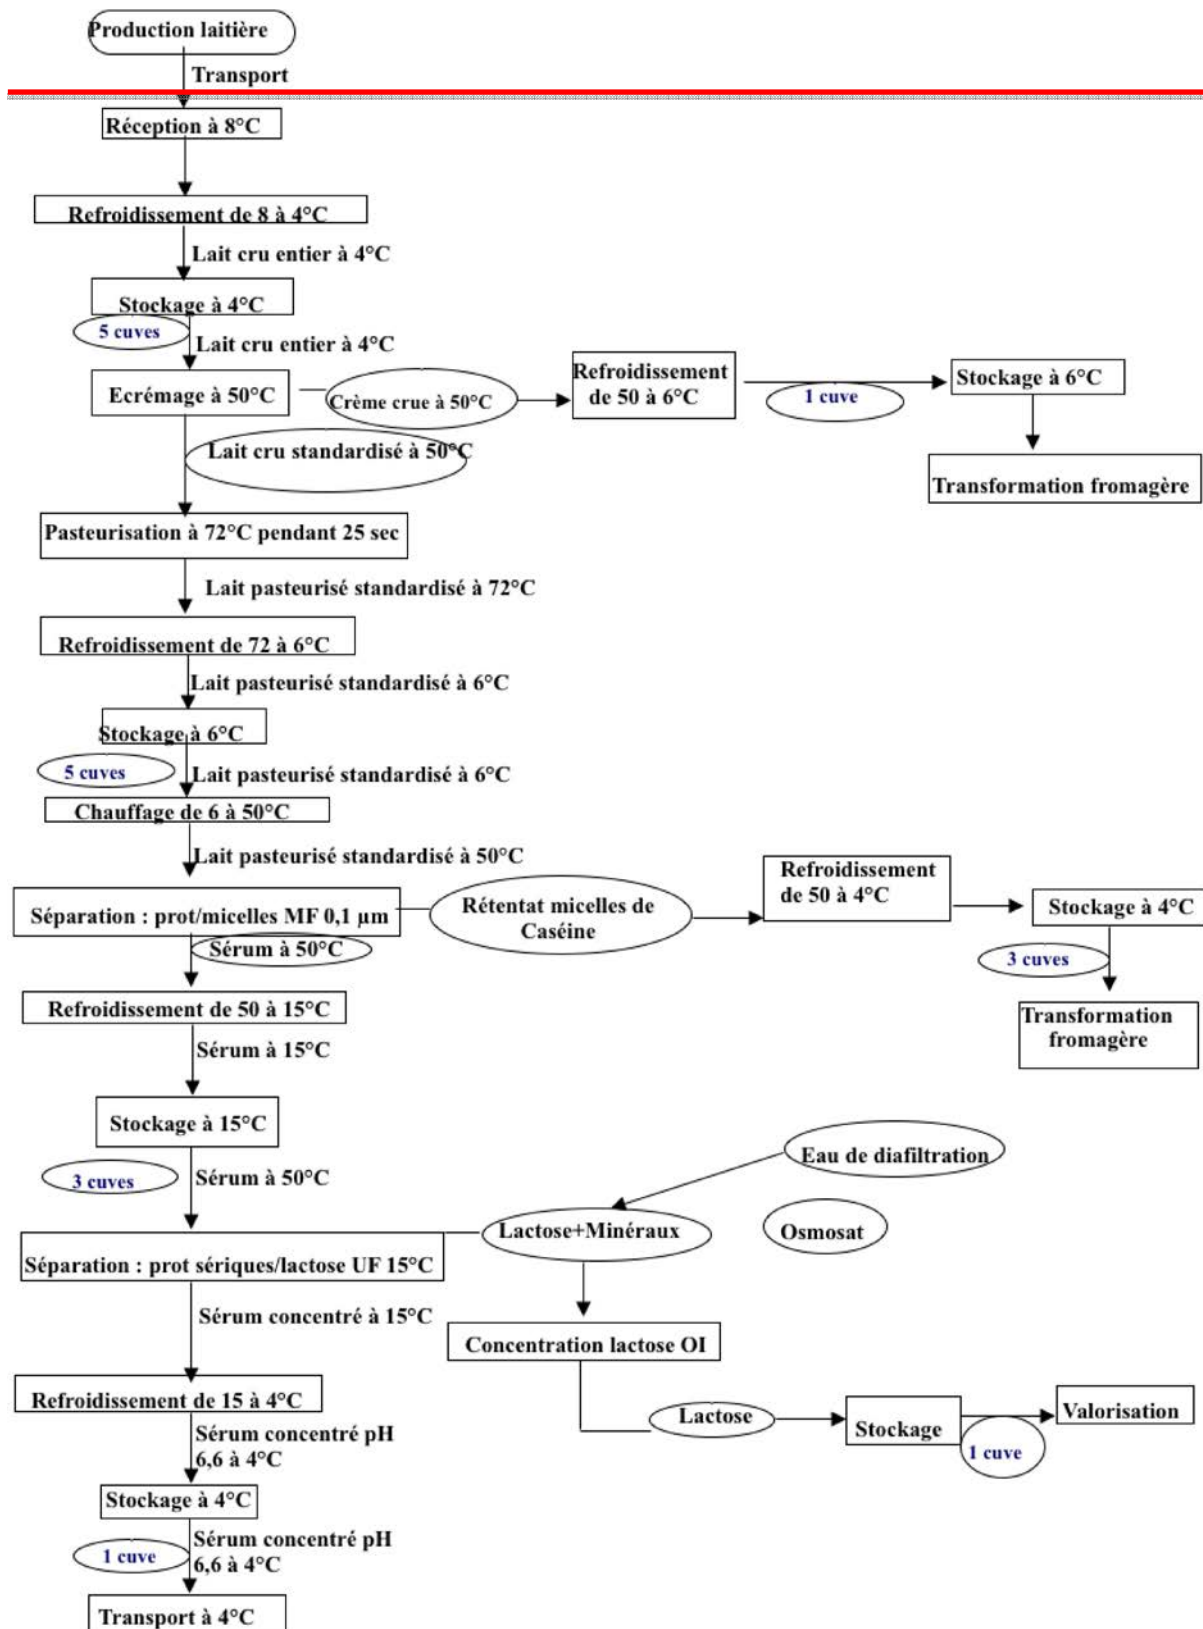 Production laitière
Transport
Réception à 8°C
Refroidissement de 8 à 4°C
Lait cru entier à 4°C
Stockage à 4°C
5 cuves
Lait cru entier à 4°C
Ecrémage à 50°C
Crème crue à 50°C
Refroidissement
de 50 à 6°C
1 cuve
Stockage à 6°C
Transformation fromagère
Lait cru standardisé à 50°C
Pasteurisation à 72°C pendant 25 sec
Lait pasteurisé standardisé à 72°C
Refroidissement de 72 à 6°C
Lait pasteurisé standardisé à 6°C
Stockage à 6°C
5 cuves
Lait pasteurisé standardisé à 6°C
Chauffage de 6 à 50°C
Lait pasteurisé standardisé à 50°C
Séparation : prot/micelles MF 0,1 µm
Rétentat micelles de
Caséine
Refroidissement
de 50 à 4°C
Stockage à 4°C
3 cuves
Transformation
fromagère
Sérum à 50°C
Refroidissement de 50 à 15°C
Sérum à 15°C
Stockage à 15°C
3 cuves
Sérum à 50°C
Eau de diafiltration
Lactose+Minéraux
Osmosat
Séparation : prot sériques/lactose UF 15°C
Sérum concentré à 15°C
Concentration lactose OI
Refroidissement de 15 à 4°C
Lactose
Stockage
1 cuve
Valorisation
Sérum concentré pH
6,6 à 4°C
Stockage à 4°C
1 cuve
Sérum concentré pH
6,6 à 4°C
Transport à 4°C